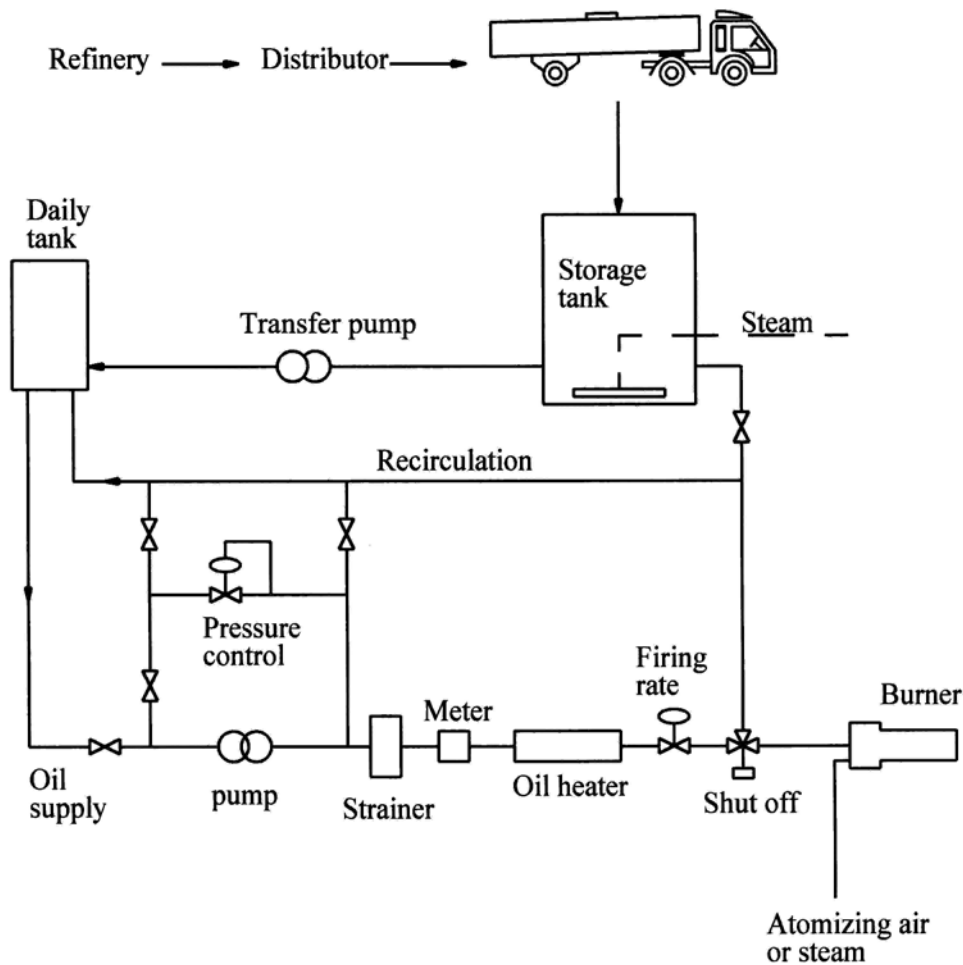 Refinery
Distributor
Daily
tank
Storage
tank
Transfer pump
Steam
Recirculation
Pressure
control
Firing
rate
Burner
Meter
Oil
supply
pump
Strainer
Oil heater
Shut off
Atomizing air
or steam